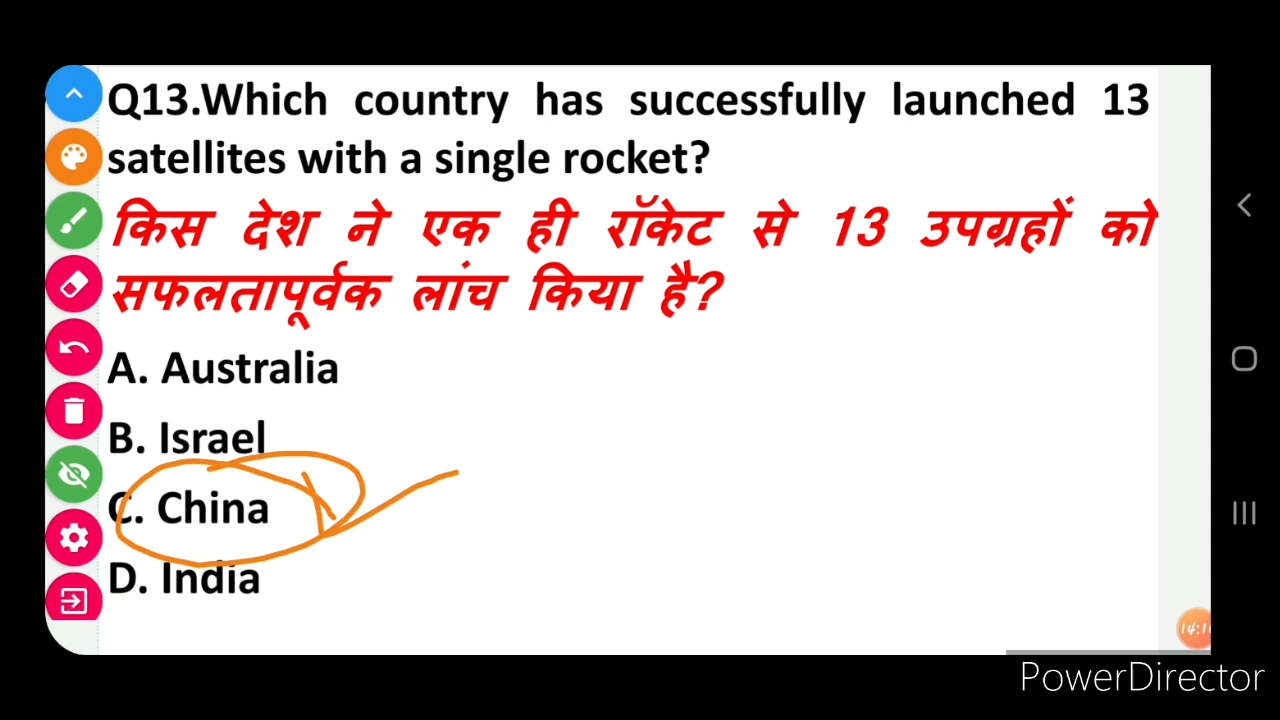 Q13.Which country has successfully launched 13
satellites with a single rocket?
किस देश ने एक ही रॉकेट से 13 उपग्रहों को
सफलतापूर्वक लांच किया है?
A. Australia
B. Israel
C. China
D. India
PowerDirector